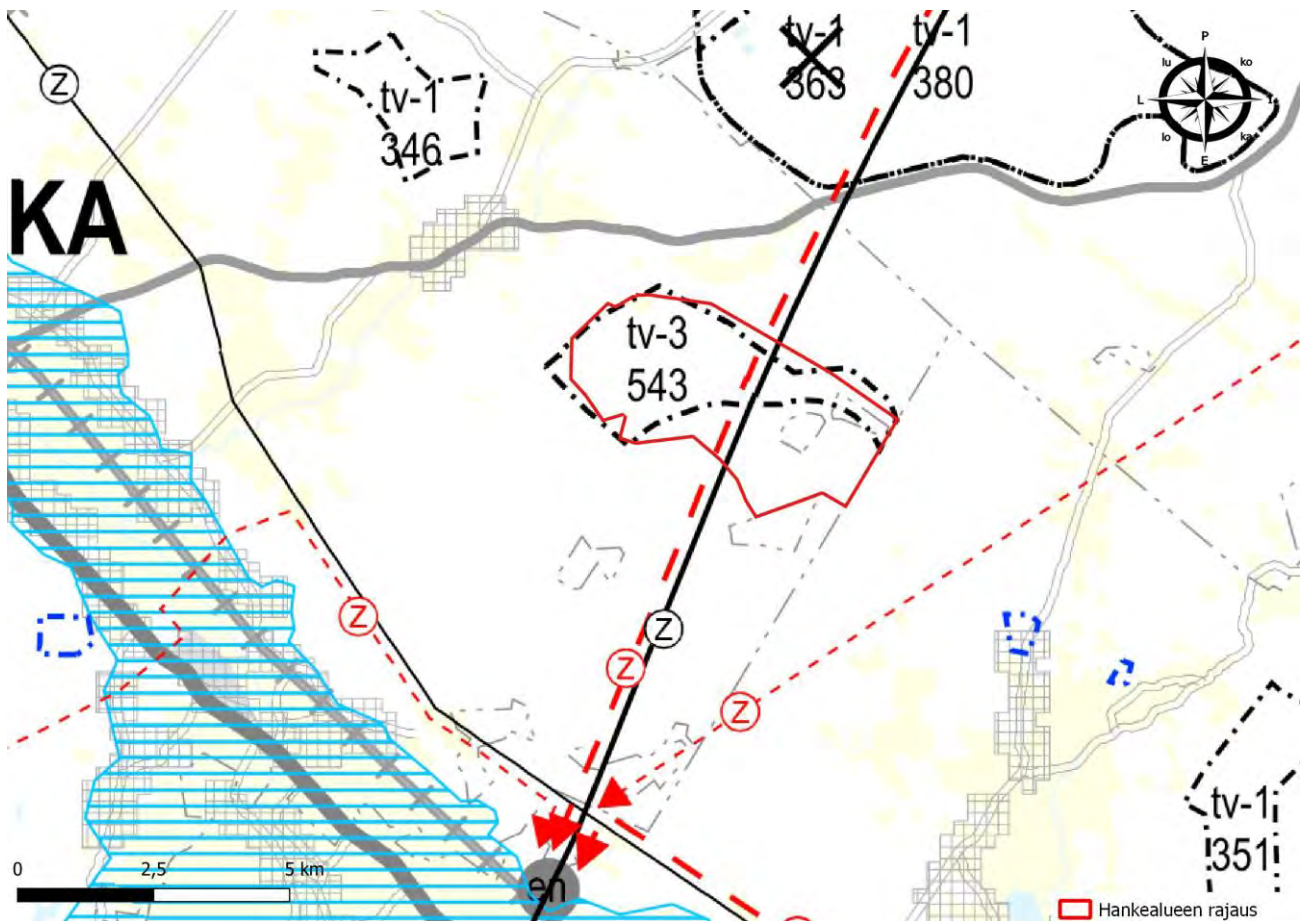 tv-1
363
tv-1
380
P
lu
ko
L
I
lo
ka
E
Z
tv-1
346
KA
tv-3
543
Z
Z
Z
Z
tv-1
351
0
2,5
5 km
en
Hankealueen rajaus